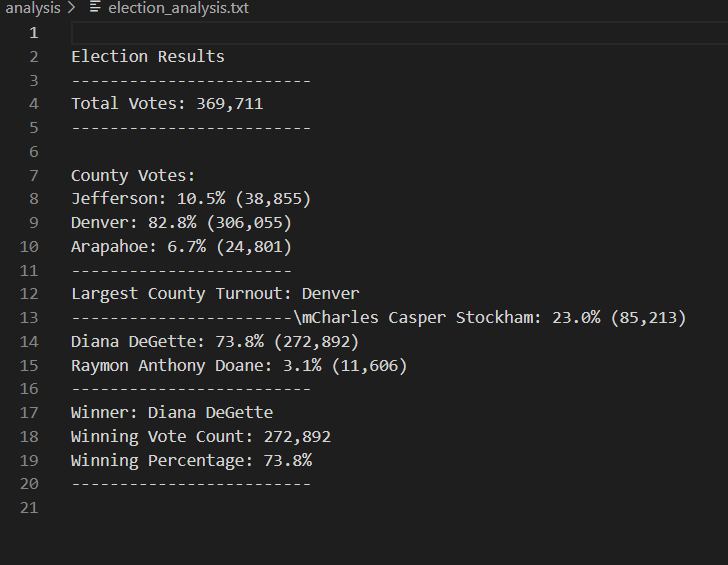 analysis > election_analysis.txt
1
2 Election Results
3 -------------------------
4 Total Votes: 369,711
5 -------------------------
6
7 County Votes:
8 Jefferson: 10.5% (38,855)
9 Denver: 82.8% (306,055)
10 Arapahoe: 6.7% (24,801)
11 -----------------------
12 Largest County Turnout: Denver
13 -----------------------\mCharles Casper Stockham: 23.0% (85,213)
14 Diana DeGette: 73.8% (272,892)
15 Raymon Anthony Doane: 3.1% (11,606)
16 -------------------------
17 Winner: Diana DeGette
18 Winning Vote Count: 272,892
19 Winning Percentage: 73.8%
20 -------------------------
21